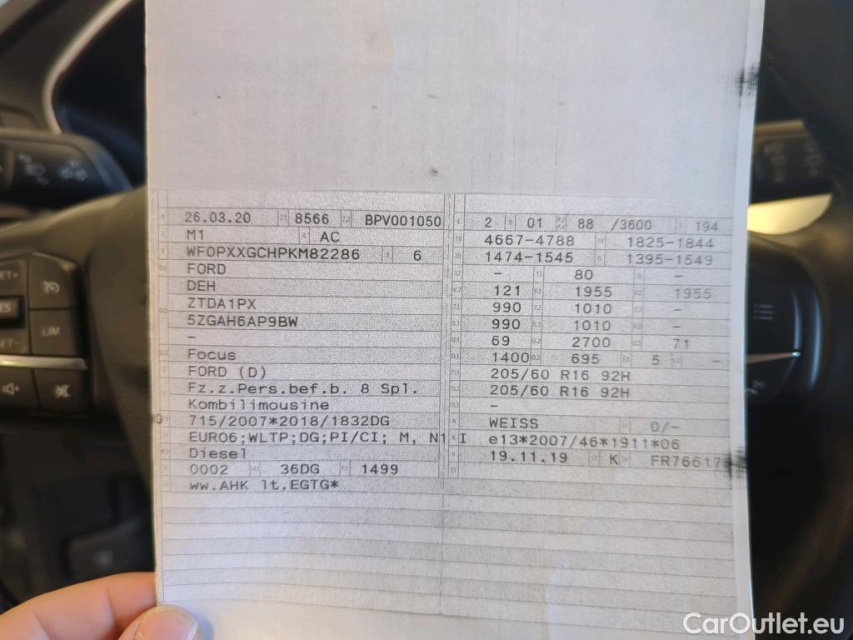 26.03.20 8566 BPV001050 2 01 88 /3600 194
M1 AC 4667-4788 1825-1844
WF0PXXGCHPKM82286 6 1474-1545 1395-1549
FORD - 80 -
DEH 121 1955 1955
ZTDA1PX 990 1010 -
5ZGAH6AP9BW 990 1010 -
- 69 2700 71
Focus 1400 695 5 -
FORD (D) 205/60 R16 92H
Fz.z.Pers.bef.b. 8 Spl. 205/60 R16 92H
Kombilimousine -
715/2007*2018/1832DG WEISS 0/-
EURO6;WLTP;DG;PI/CI; M, N1 I e13*2007/46*1911*06
Diesel 19.11.19 K FR76617
0002 36DG 1499
ww.AHK lt.EGTG*
LIM
CarOutlet.eu